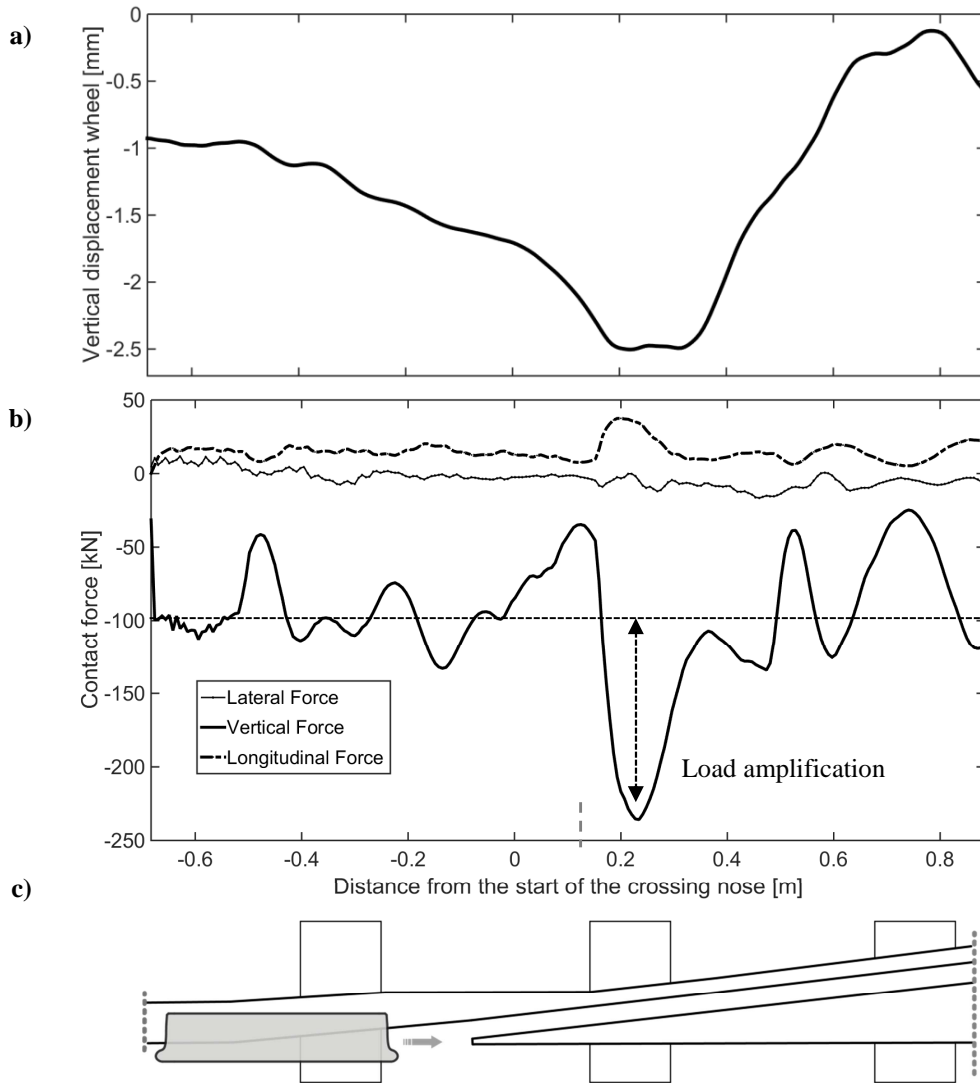 a)
Vertical displacement wheel [mm]
0
-0.5
-1
-1.5
-2
-2.5
b)
Contact force [kN]
50
0
-50
-100
-150
-200
-250
Lateral Force
Vertical Force
Longitudinal Force
Load amplification
-0.6 -0.4 -0.2 0 0.2 0.4 0.6 0.8
Distance from the start of the crossing nose [m]
c)